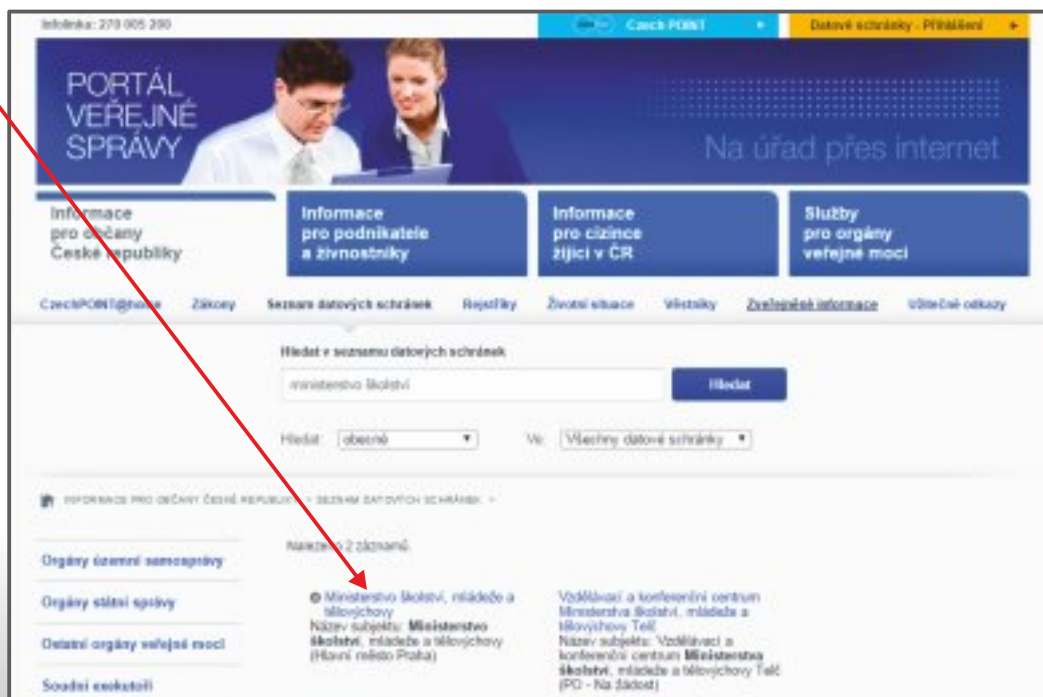 Infolinka: 270 005 200
Czech POINT
Datové schránky - Přihlášení
PORTÁL
VEŘEJNÉ
SPRÁVY
Na úřad přes internet
Informace
pro občany
České republiky
Informace
pro podnikatele
a živnostníky
Informace
pro cizince
žijící v ČR
Služby
pro orgány
veřejné moci
CzechPOINT@home Zákony Seznam datových schránek Rejstříky Životní situace Věstníky Zveřejněné informace Užitečné odkazy
Hledat v seznamu datových schránek
ministerstvo školství
Hledat
Hledat: obecně Ve: Všechny datové schránky
INFORMACE PRO OBČANY ČESKÉ REPUBLIKY > SEZNAM DATOVÝCH SCHRÁNEK >
Nalezeno 2 záznamů.
Orgány územní samosprávy
Orgány státní správy
Ostatní orgány veřejné moci
Soudní exekutoři
Ministerstvo školství, mládeže a
tělovýchovy
Název subjektu: Ministerstvo
školství, mládeže a tělovýchovy
(Hlavní město Praha)
Vzdělávací a konferenční centrum
Ministerstva školství, mládeže a
tělovýchovy Telč
Název subjektu: Vzdělávací a
konferenční centrum Ministerstva
školství, mládeže a tělovýchovy Telč
(PO - Na žádost)